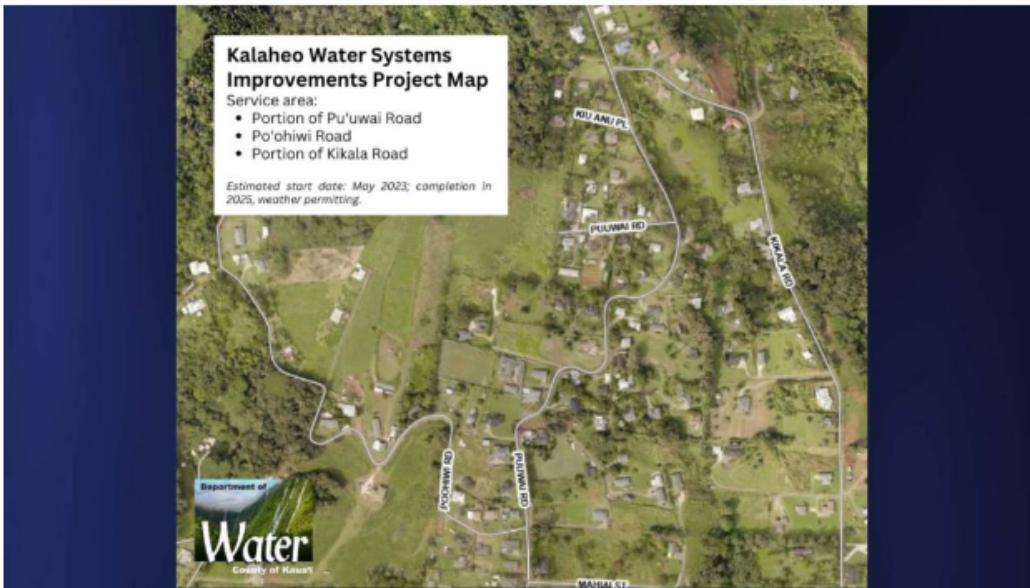 Kalaheo Water Systems
Improvements Project Map
Service area:
• Portion of Pu'uwai Road
• Po'ohiwi Road
• Portion of Kikala Road
Estimated start date: May 2023; completion in
2025, weather permitting.
KIU ANU PL
PUUWAI RD
KIKALA RD
POOHIWI RD
PUUWAI RD
MAHIAI ST
Department of
Water
County of Kaua'i